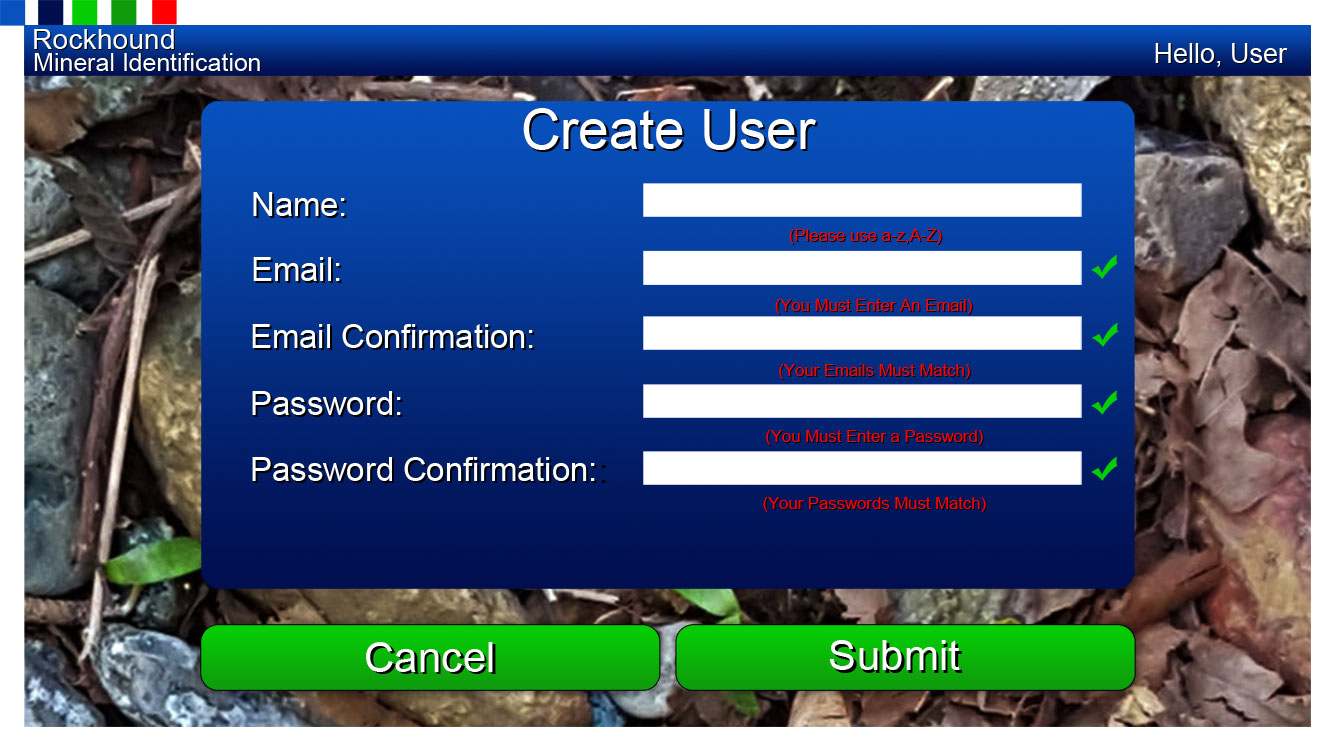 Rockhound
Mineral Identification
Hello, User
Create User
Name:
(Please use a-z,A-Z)
Email:
(You Must Enter An Email)
Email Confirmation:
(Your Emails Must Match)
Password:
(You Must Enter a Password)
Password Confirmation::
(Your Passwords Must Match)
Cancel
Submit